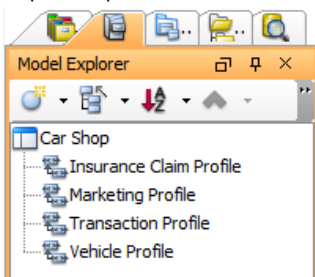 Model Explorer
Car Shop
Insurance Claim Profile
Marketing Profile
Transaction Profile
Vehicle Profile